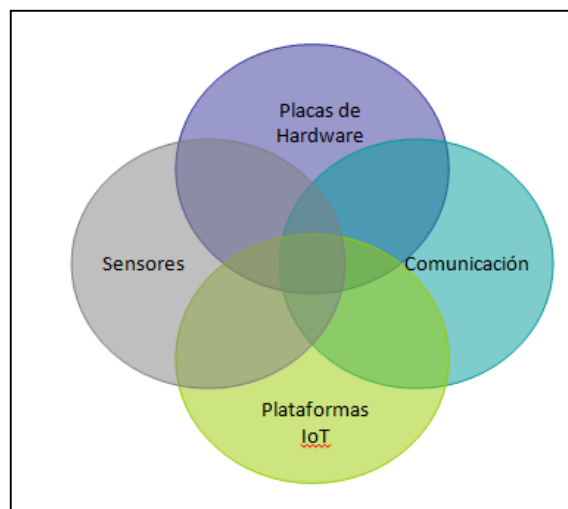 Placas de
Hardware
Sensores
Comunicación
Plataformas
IoT